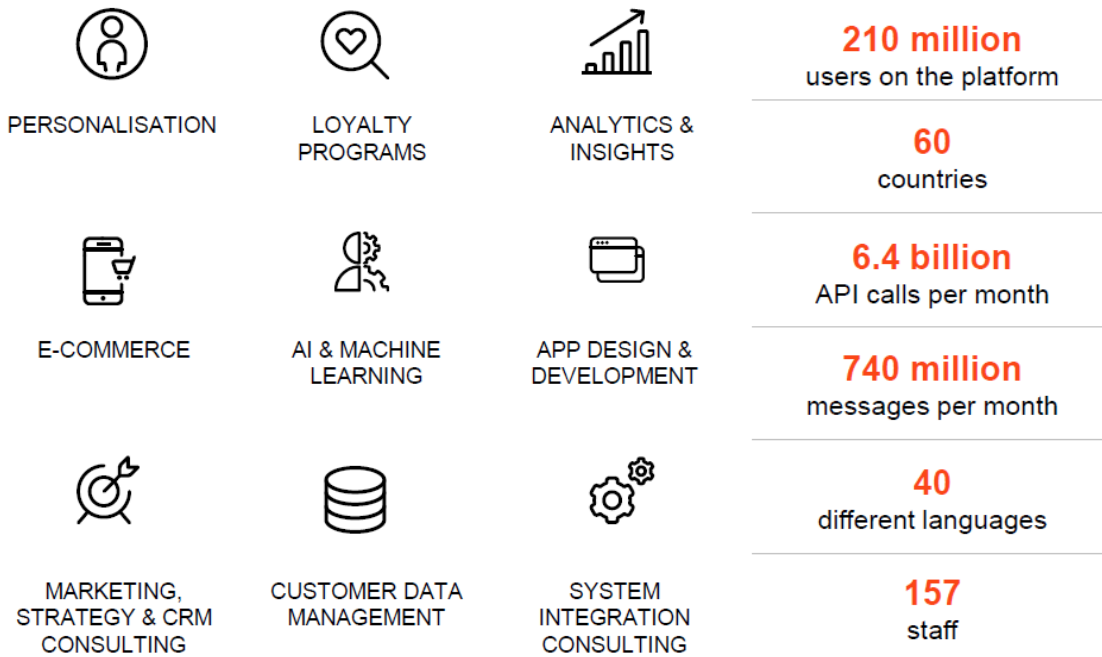 PERSONALISATION
LOYALTY
PROGRAMS
ANALYTICS &
INSIGHTS
E-COMMERCE
AI & MACHINE
LEARNING
APP DESIGN &
DEVELOPMENT
MARKETING,
STRATEGY & CRM
CONSULTING
CUSTOMER DATA
MANAGEMENT
SYSTEM
INTEGRATION
CONSULTING
210 million
users on the platform
60
countries
6.4 billion
API calls per month
740 million
messages per month
40
different languages
157
staff